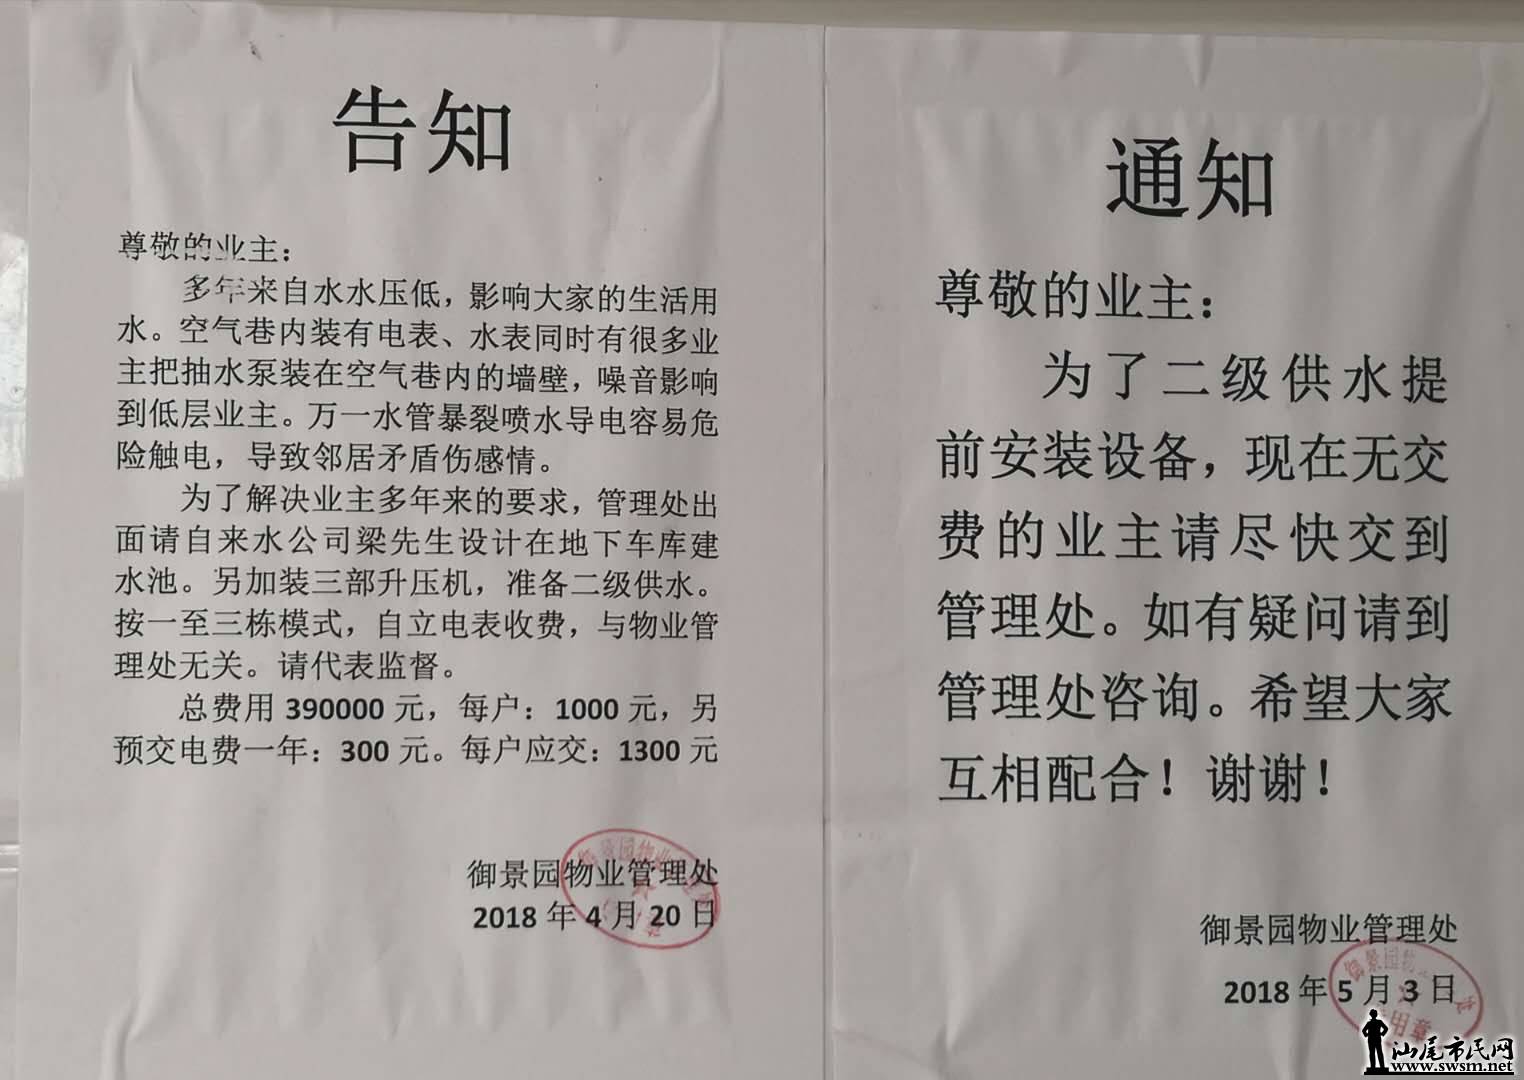 告知
尊敬的业主：
多年来自水水压低，影响大家的生活用
水。空气巷内装有电表、水表同时有很多业
主把抽水泵装在空气巷内的墙壁，噪音影响
到低层业主。万一水管暴裂喷水导电容易危
险触电，导致邻居矛盾伤感情。
为了解决业主多年来的要求，管理处出
面请自来水公司梁先生设计在地下车库建
水池。另加装三部升压机，准备二级供水。
按一至三栋模式，自立电表收费，与物业管
理处无关。请代表监督。
总费用 390000 元，每户：1000 元，另
预交电费一年：300 元。每户应交：1300 元
御景园物业管理处
2018 年 4 月 20 日
通知
尊敬的业主：
为了二级供水提
前安装设备，现在无交
费的业主请尽快交到
管理处。如有疑问请到
管理处咨询。希望大家
互相配合！谢谢！
御景园物业管理处
2018 年 5 月 3 日
汕尾市民网
www.swsm.net